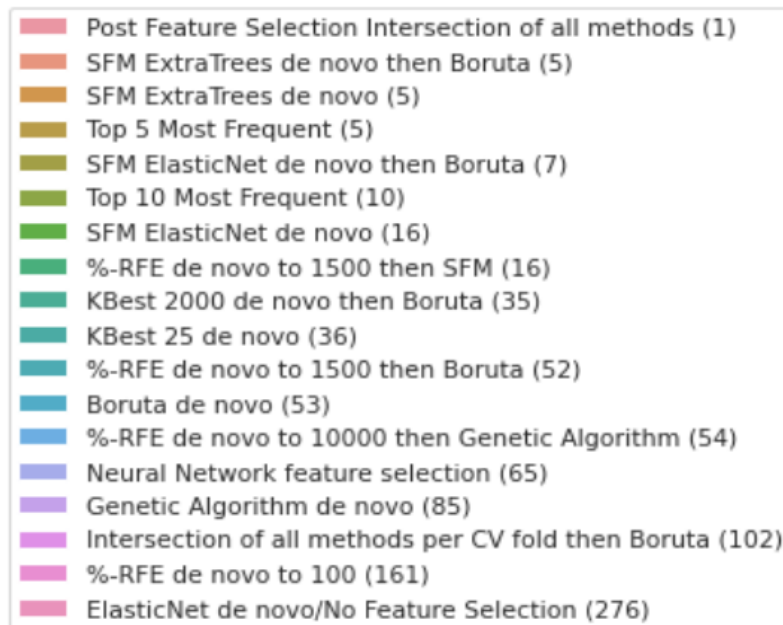 Post Feature Selection Intersection of all methods (1)
SFM ExtraTrees de novo then Boruta (5)
SFM ExtraTrees de novo (5)
Top 5 Most Frequent (5)
SFM ElasticNet de novo then Boruta (7)
Top 10 Most Frequent (10)
SFM ElasticNet de novo (16)
%-RFE de novo to 1500 then SFM (16)
KBest 2000 de novo then Boruta (35)
KBest 25 de novo (36)
%-RFE de novo to 1500 then Boruta (52)
Boruta de novo (53)
%-RFE de novo to 10000 then Genetic Algorithm (54)
Neural Network feature selection (65)
Genetic Algorithm de novo (85)
Intersection of all methods per CV fold then Boruta (102)
%-RFE de novo to 100 (161)
ElasticNet de novo/No Feature Selection (276)